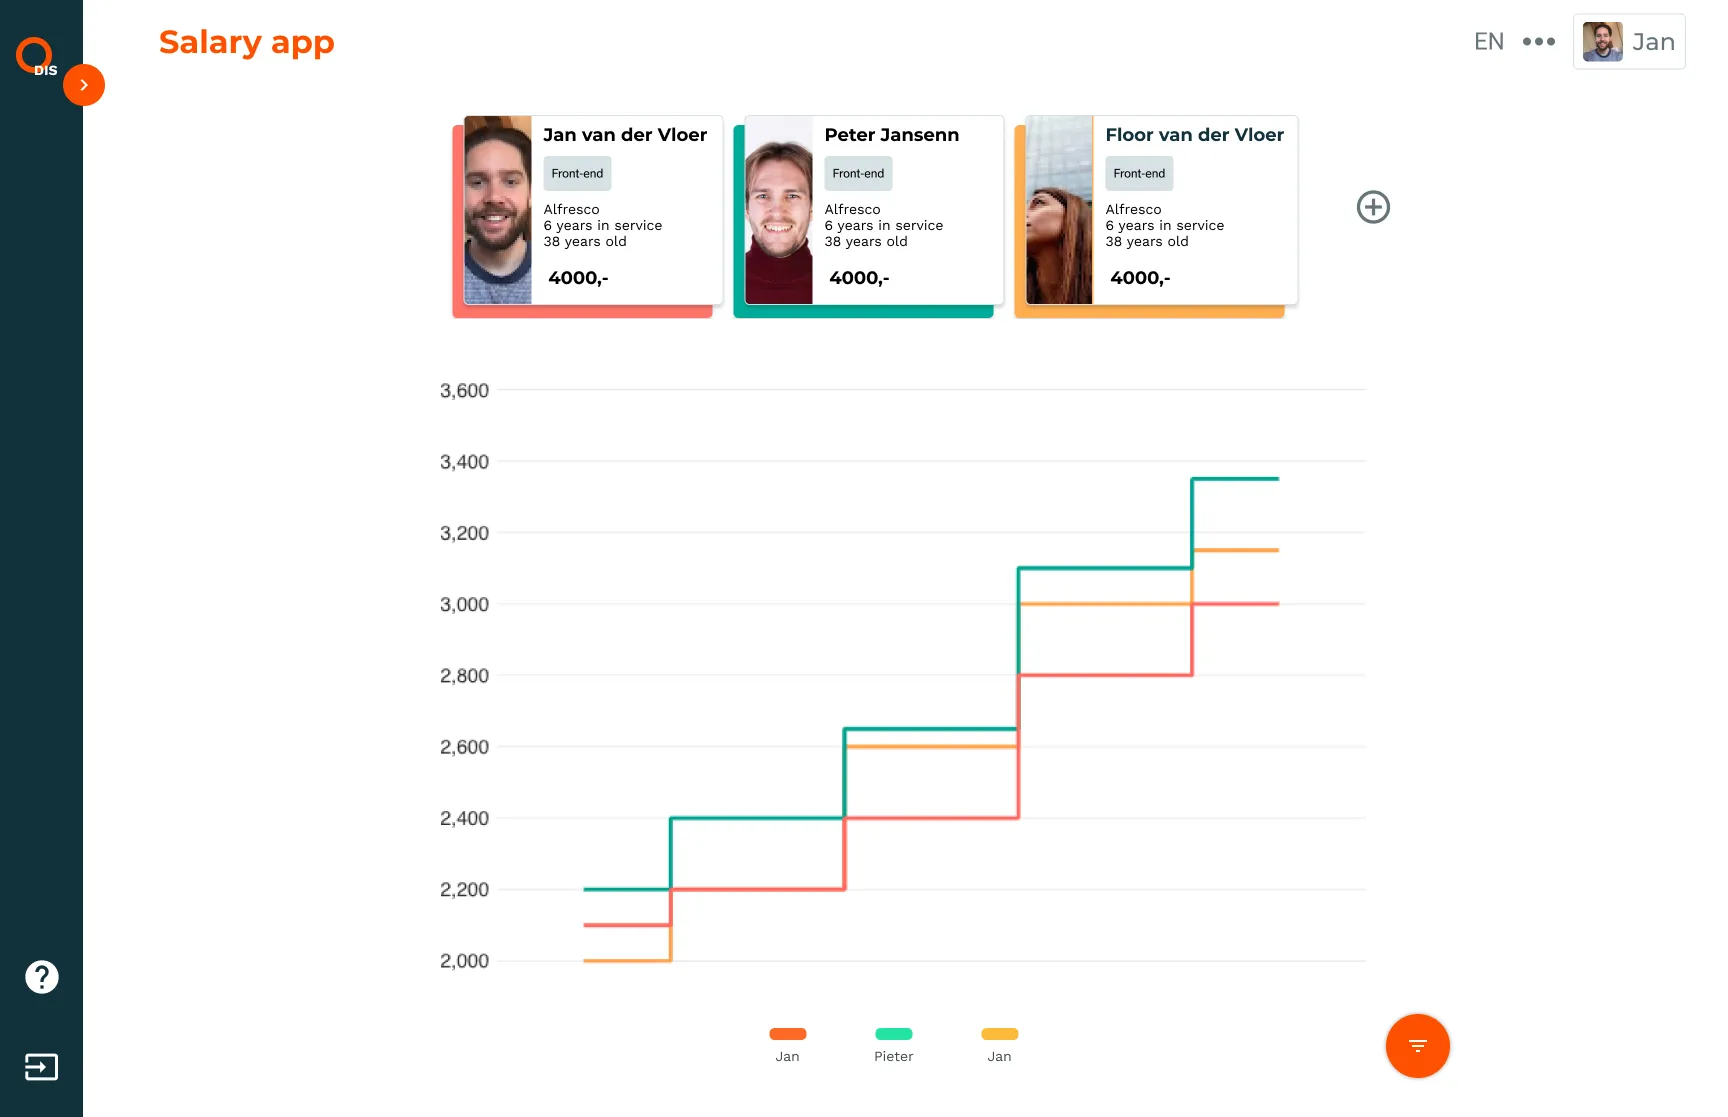 DIS
Salary app
EN
Jan
Jan van der Vloer
Front-end
Alfresco
6 years in service
38 years old
4000,-
Peter Jansenn
Front-end
Alfresco
6 years in service
38 years old
4000,-
Floor van der Vloer
Front-end
Alfresco
6 years in service
38 years old
4000,-
3,600
3,400
3,200
3,000
2,800
2,600
2,400
2,200
2,000
Jan
Pieter
Jan